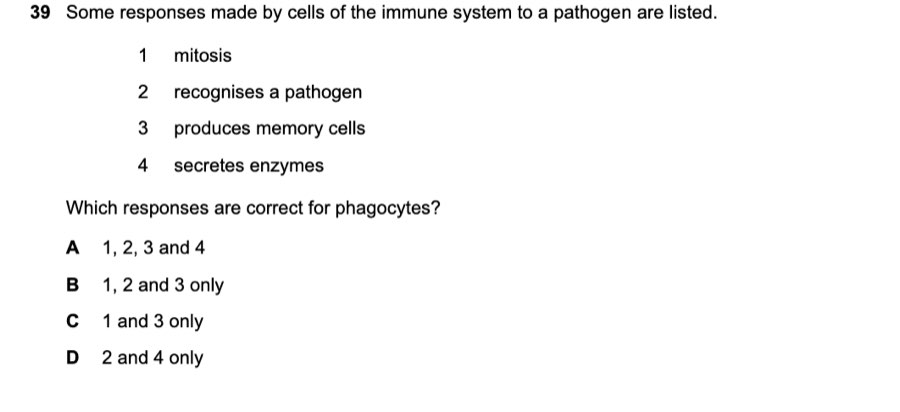 39 Some responses made by cells of the immune system to a pathogen are listed.
1 mitosis
2 recognises a pathogen
3 produces memory cells
4 secretes enzymes
Which responses are correct for phagocytes?
A 1, 2, 3 and 4
B 1, 2 and 3 only
C 1 and 3 only
D 2 and 4 only